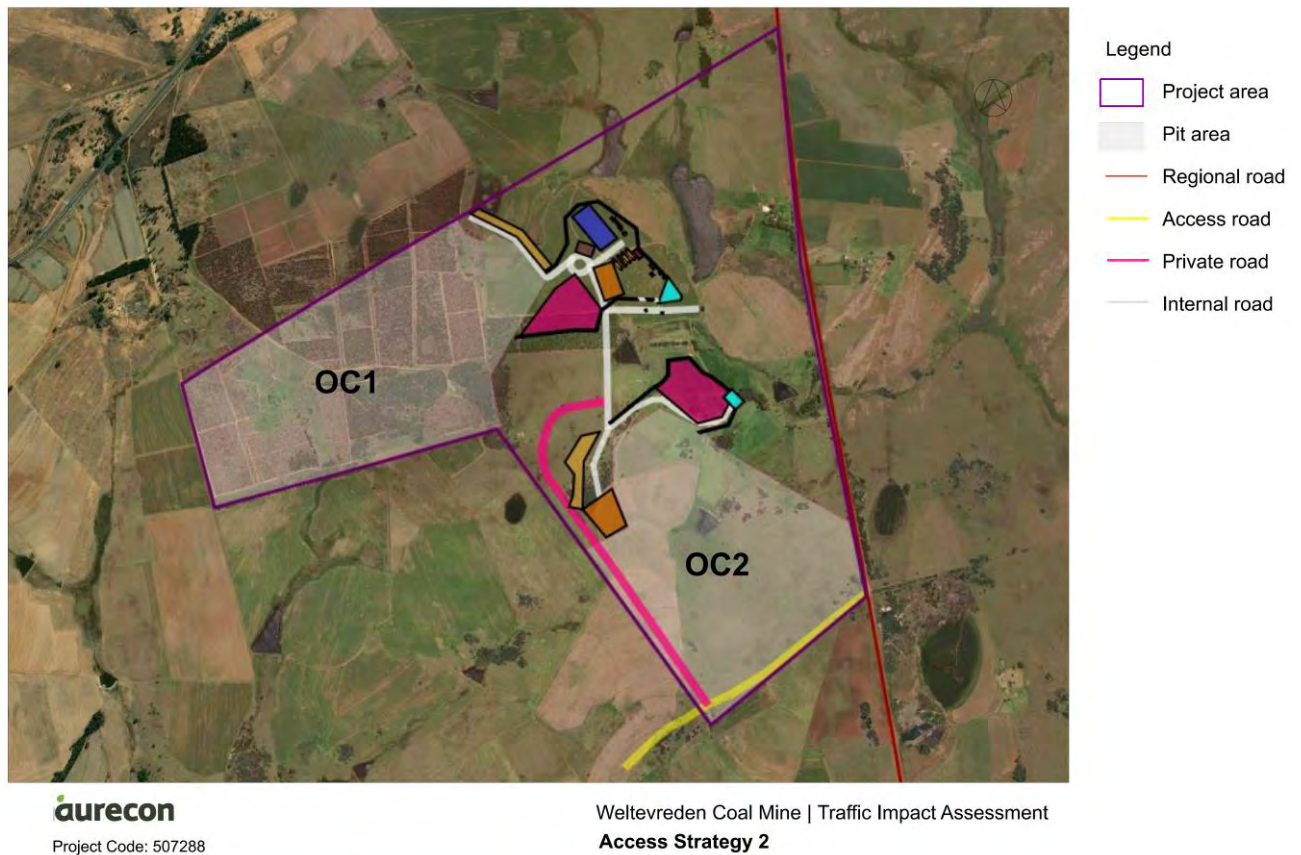 Legend
Project area
Pit area
Regional road
Access road
Private road
Internal road
OC1
OC2
aurecon
Project Code: 507288
Weltevreden Coal Mine | Traffic Impact Assessment
Access Strategy 2